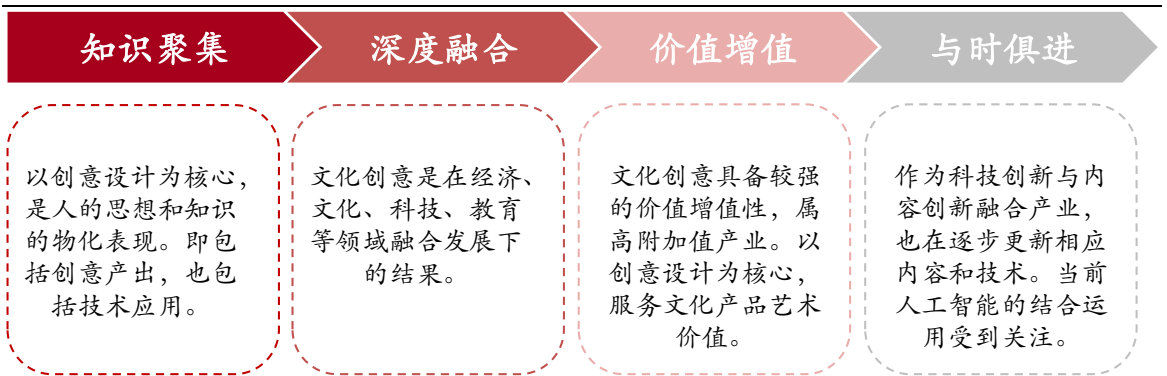 知识聚集
深度融合
价值增值
与时俱进
以创意设计为核心，
是人的思想和知识
的物化表现。即包
括创意产出，也包
括技术应用。
文化创意是在经济、
文化、科技、教育
等领域融合发展下
的结果。
文化创意具备较强
的价值增值性，属
高附加值产业。以
创意设计为核心，
服务文化产品艺术
价值。
作为科技创新与内
容创新融合产业，
也在逐步更新相应
内容和技术。当前
人工智能的结合运
用受到关注。